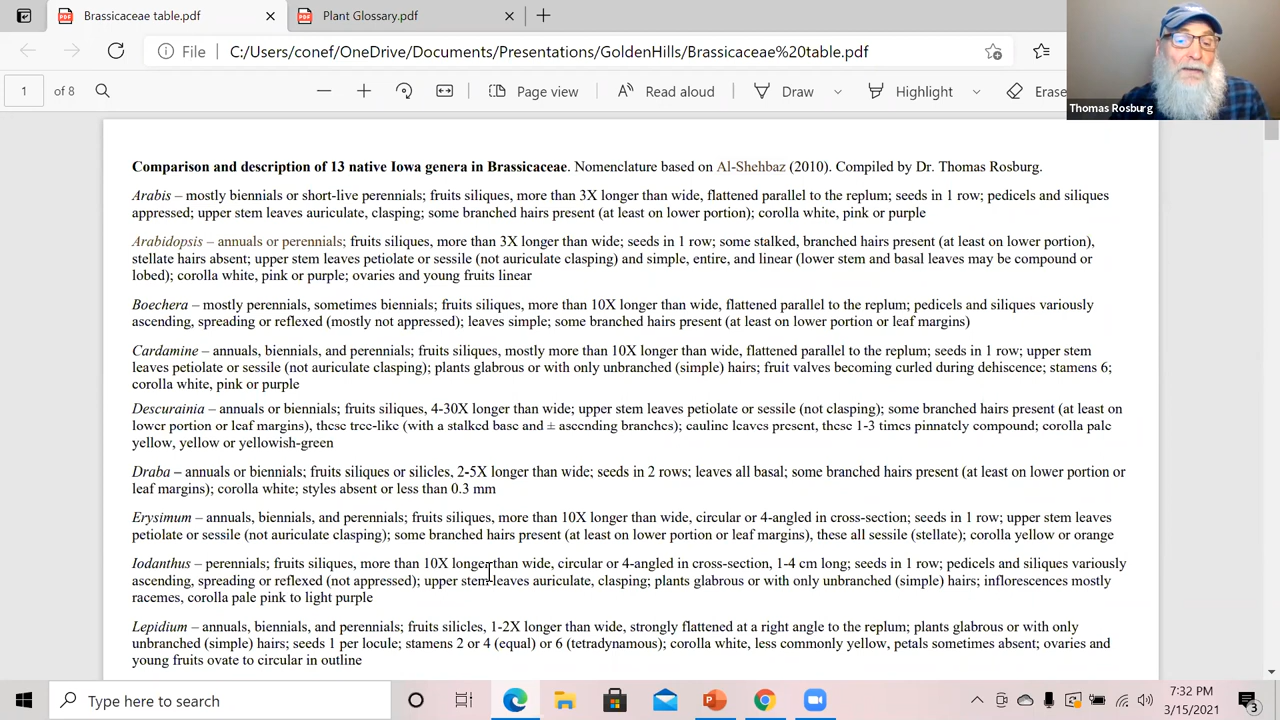 Brassicaceae table.pdf
Plant Glossary.pdf
File
C:/Users/conef/OneDrive/Documents/Presentations/GoldenHills/Brassicaceae%20table.pdf
1 of 8
Page view
Read aloud
Draw
Highlight
Erase
Thomas Rosburg
Comparison and description of 13 native Iowa genera in Brassicaceae. Nomenclature based on Al-Shehbaz (2010). Compiled by Dr. Thomas Rosburg.
Arabis – mostly biennials or short-live perennials; fruits siliques, more than 3X longer than wide, flattened parallel to the replum; seeds in 1 row; pedicels and siliques
appressed; upper stem leaves auriculate, clasping; some branched hairs present (at least on lower portion); corolla white, pink or purple
Arabidopsis – annuals or perennials; fruits siliques, more than 3X longer than wide; seeds in 1 row; some stalked, branched hairs present (at least on lower portion),
stellate hairs absent; upper stem leaves petiolate or sessile (not auriculate clasping) and simple, entire, and linear (lower stem and basal leaves may be compound or
lobed); corolla white, pink or purple; ovaries and young fruits linear
Boechera – mostly perennials, sometimes biennials; fruits siliques, more than 10X longer than wide, flattened parallel to the replum; pedicels and siliques variously
ascending, spreading or reflexed (mostly not appressed); leaves simple; some branched hairs present (at least on lower portion or leaf margins)
Cardamine – annuals, biennials, and perennials; fruits siliques, mostly more than 10X longer than wide, flattened parallel to the replum; seeds in 1 row; upper stem
leaves petiolate or sessile (not auriculate clasping); plants glabrous or with only unbranched (simple) hairs; fruit valves becoming curled during dehiscence; stamens 6;
corolla white, pink or purple
Descurainia – annuals or biennials; fruits siliques, 4-30X longer than wide; upper stem leaves petiolate or sessile (not clasping); some branched hairs present (at least on
lower portion or leaf margins), these tree-like (with a stalked base and ± ascending branches); cauline leaves present, these 1-3 times pinnately compound; corolla pale
yellow, yellow or yellowish-green
Draba – annuals or biennials; fruits siliques or silicles, 2-5X longer than wide; seeds in 2 rows; leaves all basal; some branched hairs present (at least on lower portion or
leaf margins); corolla white; styles absent or less than 0.3 mm
Erysimum – annuals, biennials, and perennials; fruits siliques, more than 10X longer than wide, circular or 4-angled in cross-section; seeds in 1 row; upper stem leaves
petiolate or sessile (not auriculate clasping); some branched hairs present (at least on lower portion or leaf margins), these all sessile (stellate); corolla yellow or orange
Iodanthus – perennials; fruits siliques, more than 10X longer than wide, circular or 4-angled in cross-section, 1-4 cm long; seeds in 1 row; pedicels and siliques variously
ascending, spreading or reflexed (not appressed); upper stem leaves auriculate, clasping; plants glabrous or with only unbranched (simple) hairs; inflorescences mostly
racemes, corolla pale pink to light purple
Lepidium – annuals, biennials, and perennials; fruits silicles, 1-2X longer than wide, strongly flattened at a right angle to the replum; plants glabrous or with only
unbranched (simple) hairs; seeds 1 per locule; stamens 2 or 4 (equal) or 6 (tetradynamous); corolla white, less commonly yellow, petals sometimes absent; ovaries and
young fruits ovate to circular in outline
Type here to search
7:32 PM
3/15/2021
3